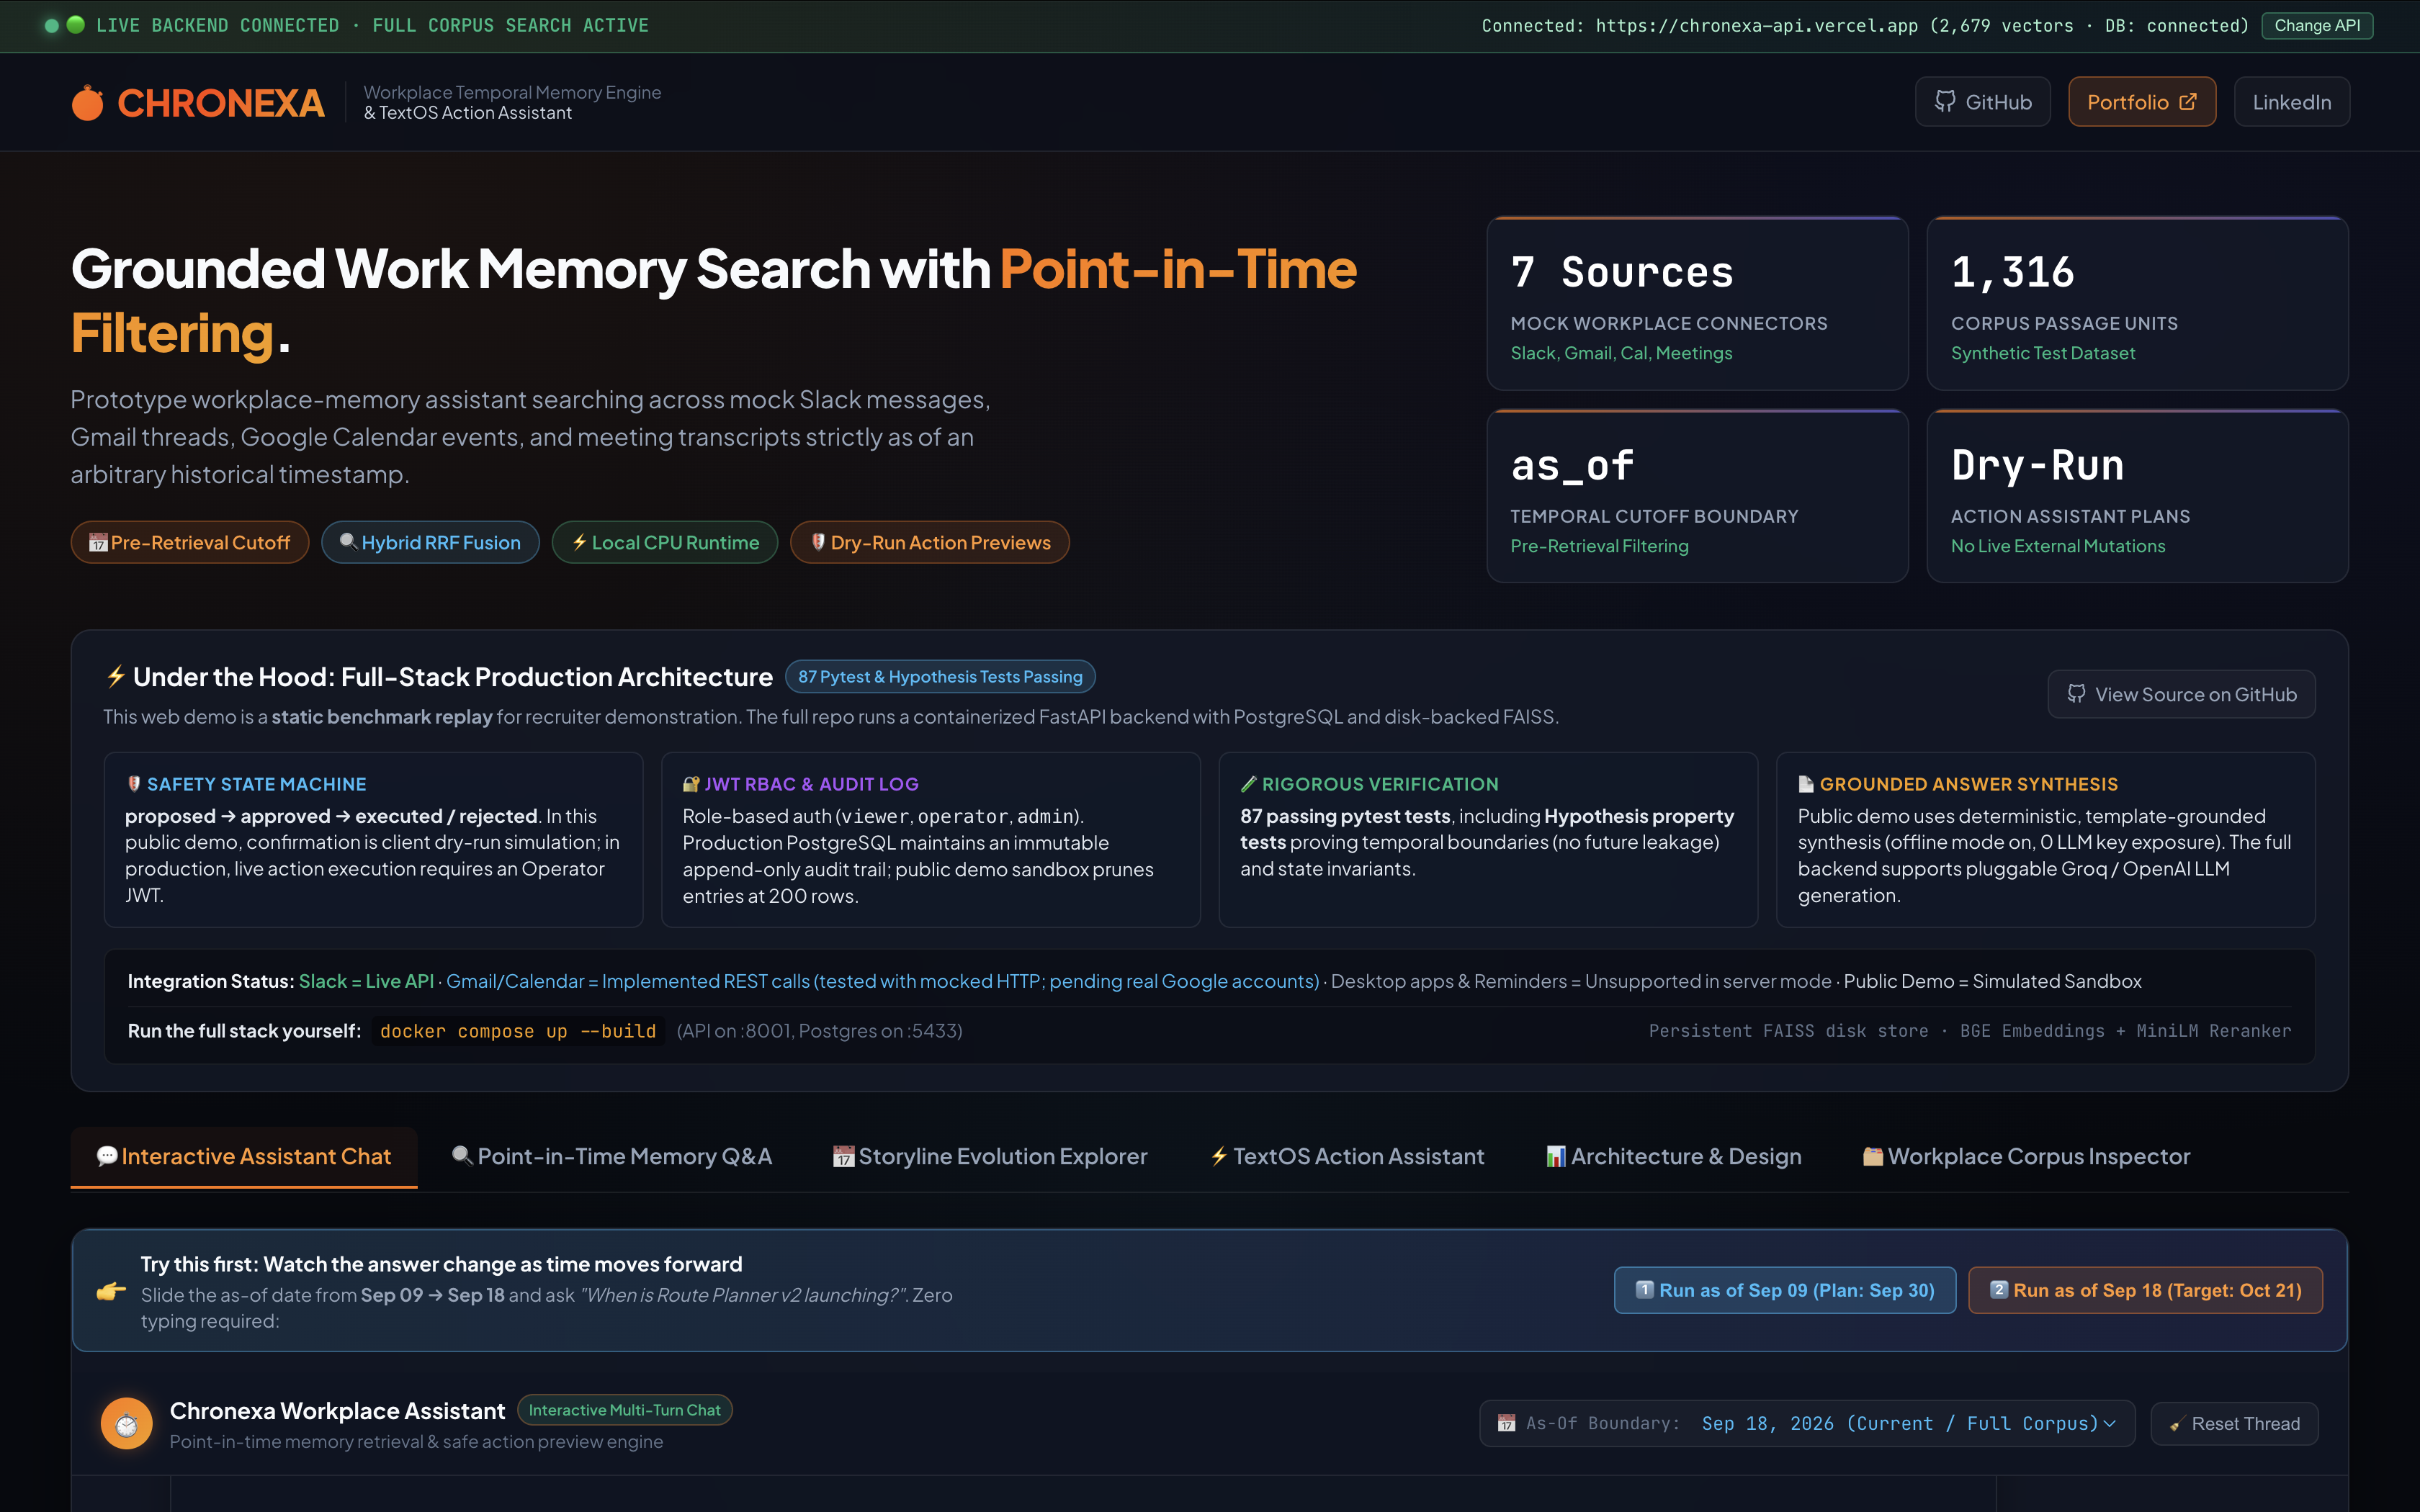 🟢 LIVE BACKEND CONNECTED · FULL CORPUS SEARCH ACTIVE
Connected: https://chronexa-api.vercel.app (2,679 vectors · DB: connected)
Change API
CHRONEXA
Workplace Temporal Memory Engine
& TextOS Action Assistant
GitHub
Portfolio
LinkedIn
Grounded Work Memory Search with Point-in-Time
Filtering.
Prototype workplace-memory assistant searching across mock Slack messages,
Gmail threads, Google Calendar events, and meeting transcripts strictly as of an
arbitrary historical timestamp.
📅 Pre-Retrieval Cutoff
🔍 Hybrid RRF Fusion
⚡ Local CPU Runtime
🛡️ Dry-Run Action Previews
7 Sources
MOCK WORKPLACE CONNECTORS
Slack, Gmail, Cal, Meetings
1,316
CORPUS PASSAGE UNITS
Synthetic Test Dataset
as_of
TEMPORAL CUTOFF BOUNDARY
Pre-Retrieval Filtering
Dry-Run
ACTION ASSISTANT PLANS
No Live External Mutations
⚡ Under the Hood: Full-Stack Production Architecture
87 Pytest & Hypothesis Tests Passing
This web demo is a static benchmark replay for recruiter demonstration. The full repo runs a containerized FastAPI backend with PostgreSQL and disk-backed FAISS.
View Source on GitHub
🛡️ SAFETY STATE MACHINE
proposed → approved → executed / rejected. In this
public demo, confirmation is client dry-run simulation; in
production, live action execution requires an Operator
JWT.
🔐 JWT RBAC & AUDIT LOG
Role-based auth (viewer, operator, admin).
Production PostgreSQL maintains an immutable
append-only audit trail; public demo sandbox prunes
entries at 200 rows.
🧪 RIGOROUS VERIFICATION
87 passing pytest tests, including Hypothesis property
tests proving temporal boundaries (no future leakage)
and state invariants.
📄 GROUNDED ANSWER SYNTHESIS
Public demo uses deterministic, template-grounded
synthesis (offline mode on, 0 LLM key exposure). The full
backend supports pluggable Groq / OpenAI LLM
generation.
Integration Status: Slack = Live API · Gmail/Calendar = Implemented REST calls (tested with mocked HTTP; pending real Google accounts) · Desktop apps & Reminders = Unsupported in server mode · Public Demo = Simulated Sandbox
Run the full stack yourself: docker compose up --build (API on :8001, Postgres on :5433)
Persistent FAISS disk store · BGE Embeddings + MiniLM Reranker
💬 Interactive Assistant Chat
🔍 Point-in-Time Memory Q&A
📅 Storyline Evolution Explorer
⚡ TextOS Action Assistant
📊 Architecture & Design
🗂️ Workplace Corpus Inspector
👉
Try this first: Watch the answer change as time moves forward
Slide the as-of date from Sep 09 → Sep 18 and ask "When is Route Planner v2 launching?". Zero
typing required:
1️⃣ Run as of Sep 09 (Plan: Sep 30)
2️⃣ Run as of Sep 18 (Target: Oct 21)
Chronexa Workplace Assistant
Interactive Multi-Turn Chat
Point-in-time memory retrieval & safe action preview engine
📅 As-Of Boundary: Sep 18, 2026 (Current / Full Corpus)
🧹 Reset Thread